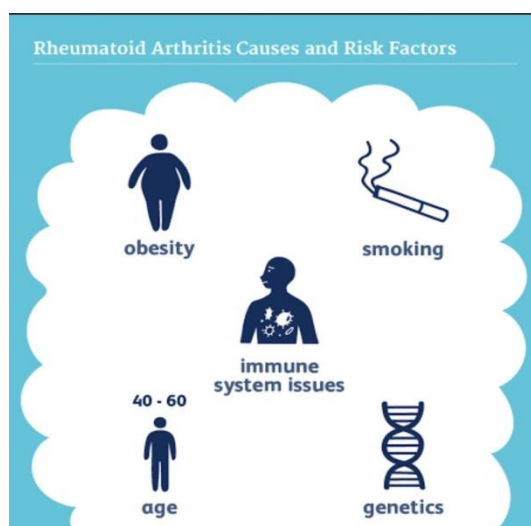 Rheumatoid Arthritis Causes and Risk Factors
obesity
smoking
immune
system issues
40 - 60
age
genetics